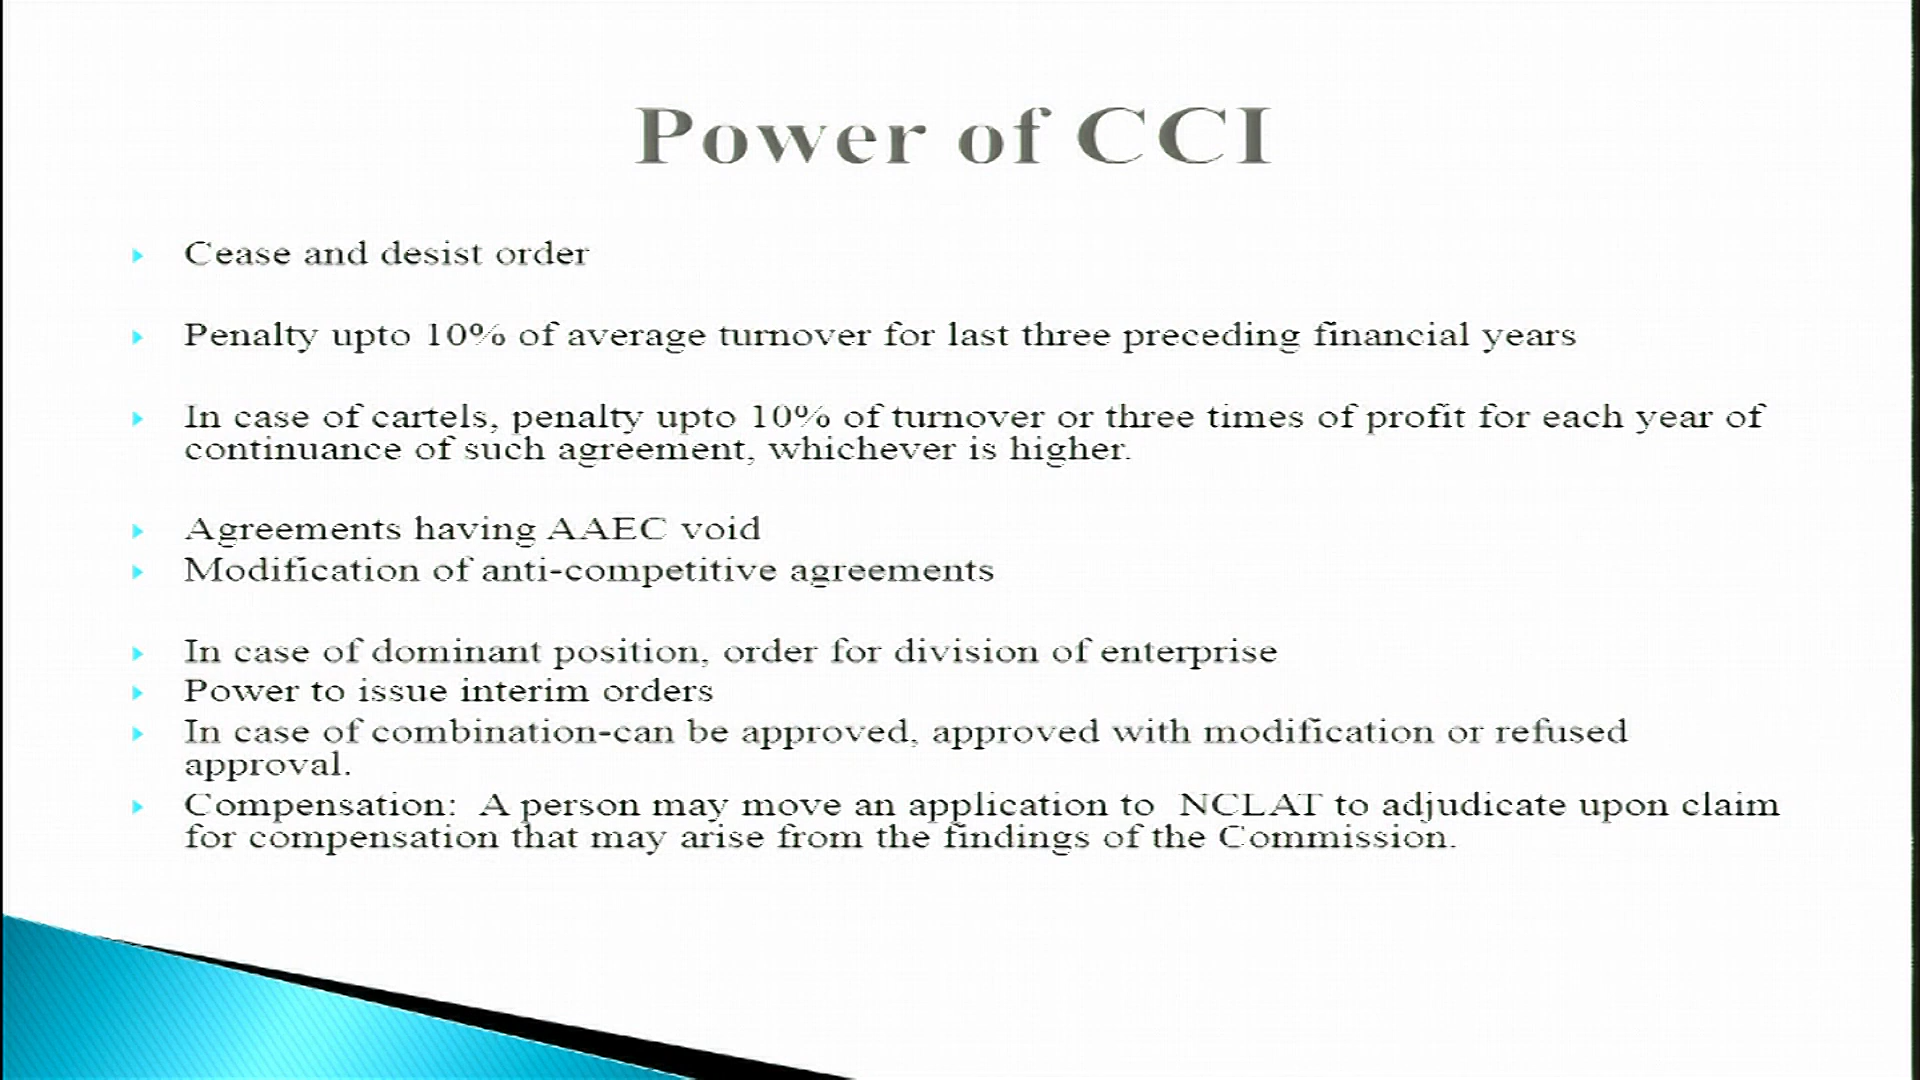 Power of CCI
Cease and desist order
Penalty upto 10% of average turnover for last three preceding financial years
In case of cartels, penalty upto 10% of turnover or three times of profit for each year of
continuance of such agreement, whichever is higher.
Agreements having AAEC void
Modification of anti-competitive agreements
In case of dominant position, order for division of enterprise
Power to issue interim orders
In case of combination-can be approved, approved with modification or refused
approval.
Compensation: A person may move an application to NCLAT to adjudicate upon claim
for compensation that may arise from the findings of the Commission.